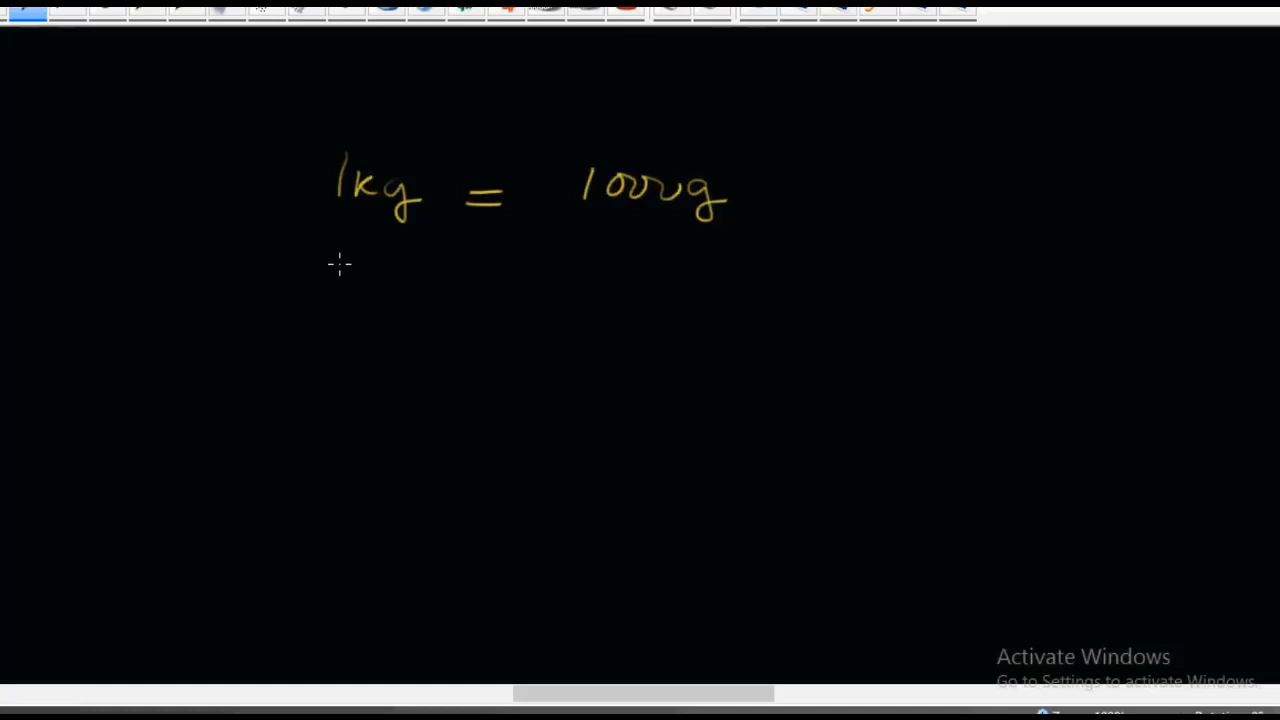 1kg = 1000g
Activate Windows
Go to Settings to activate Windows.